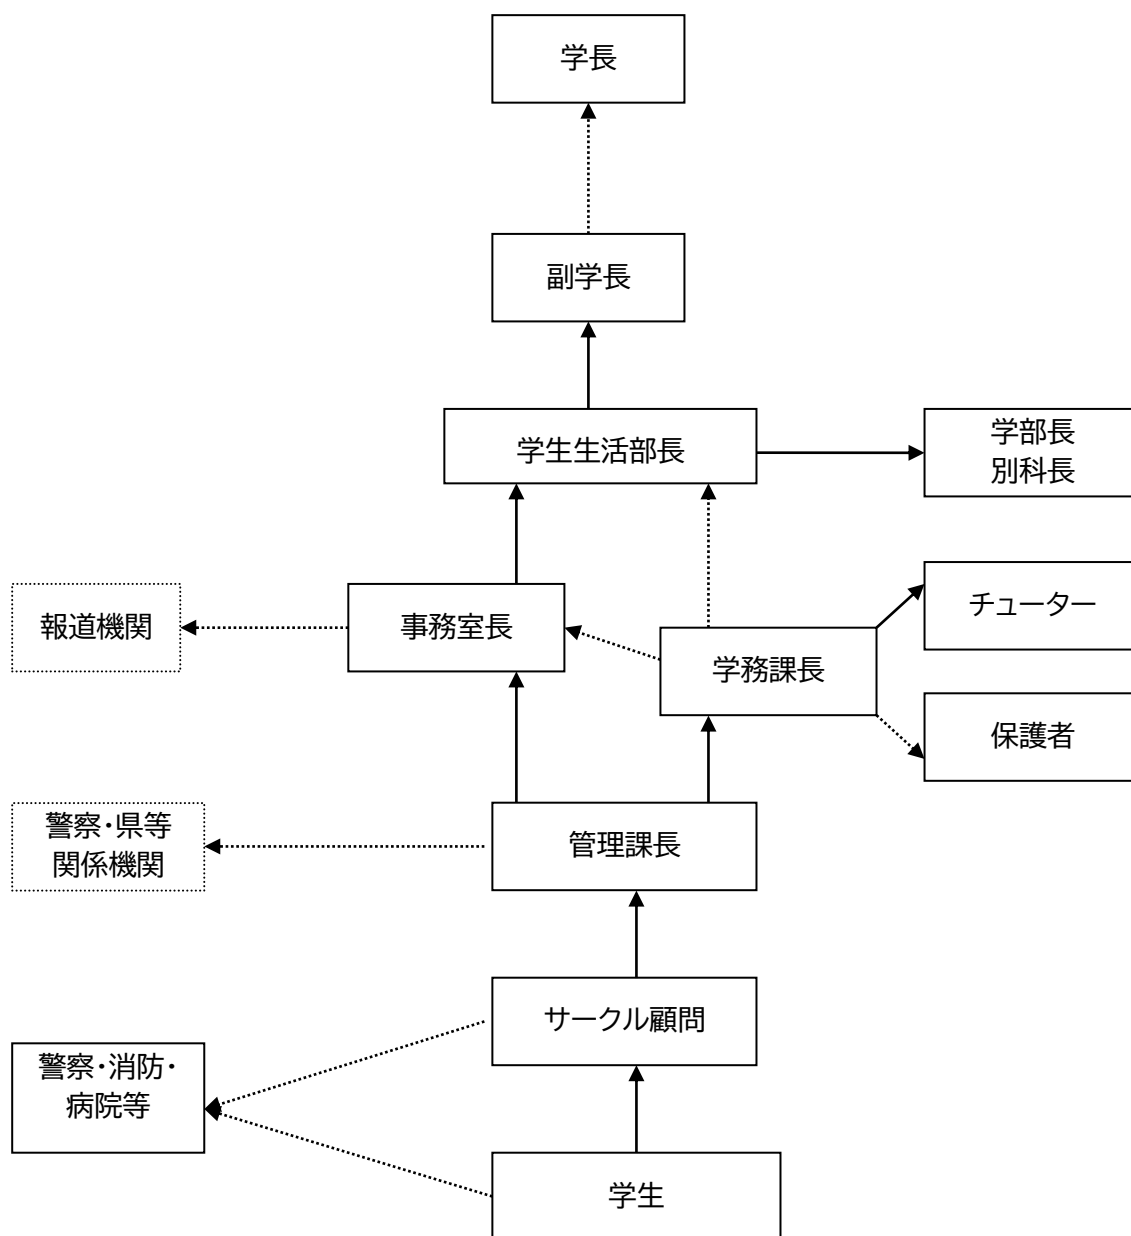 学長
副学長
学生生活部長
学部長
別科長
報道機関
事務室長
チューター
学務課長
保護者
警察・県等
関係機関
管理課長
サークル顧問
警察・消防・
病院等
学生